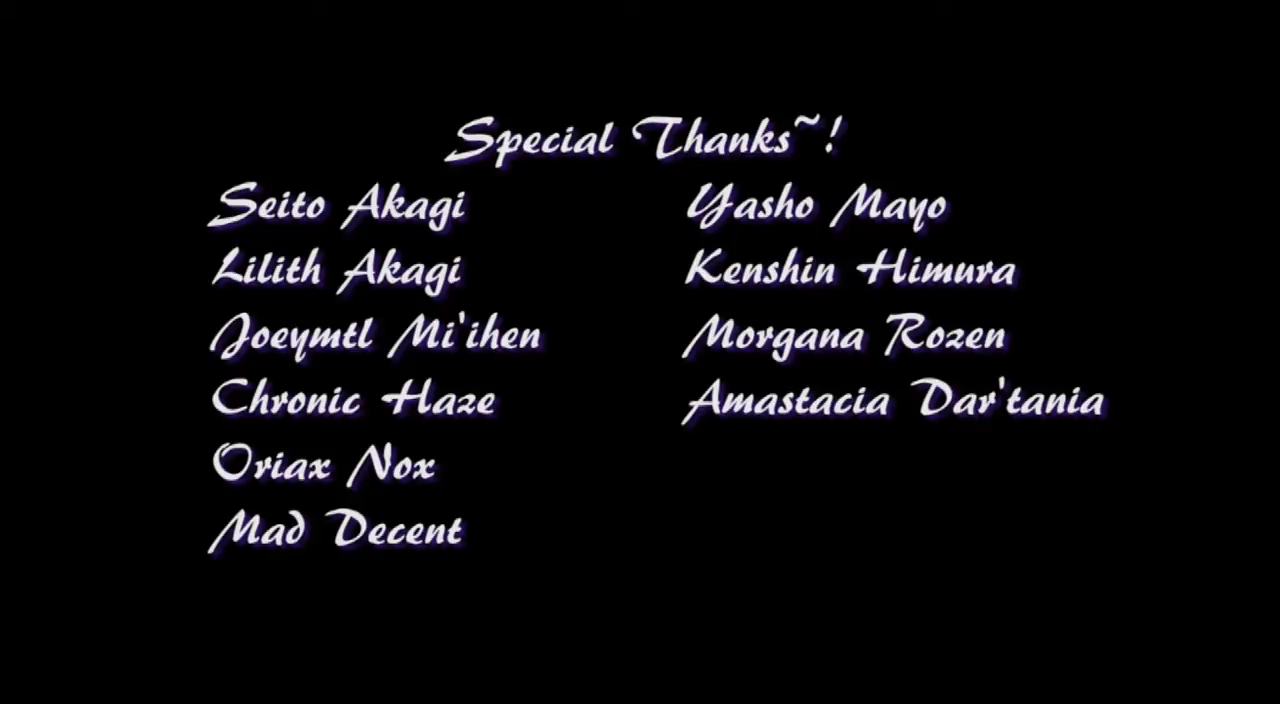 Special Thanks~!
Seito Akagi
Lilith Akagi
Joeymtl Mi'ihen
Chronic Haze
Oriax Nox
Mad Decent
Yasho Mayo
Kenshin Himura
Morgana Rozen
Amastacia Dar'tania